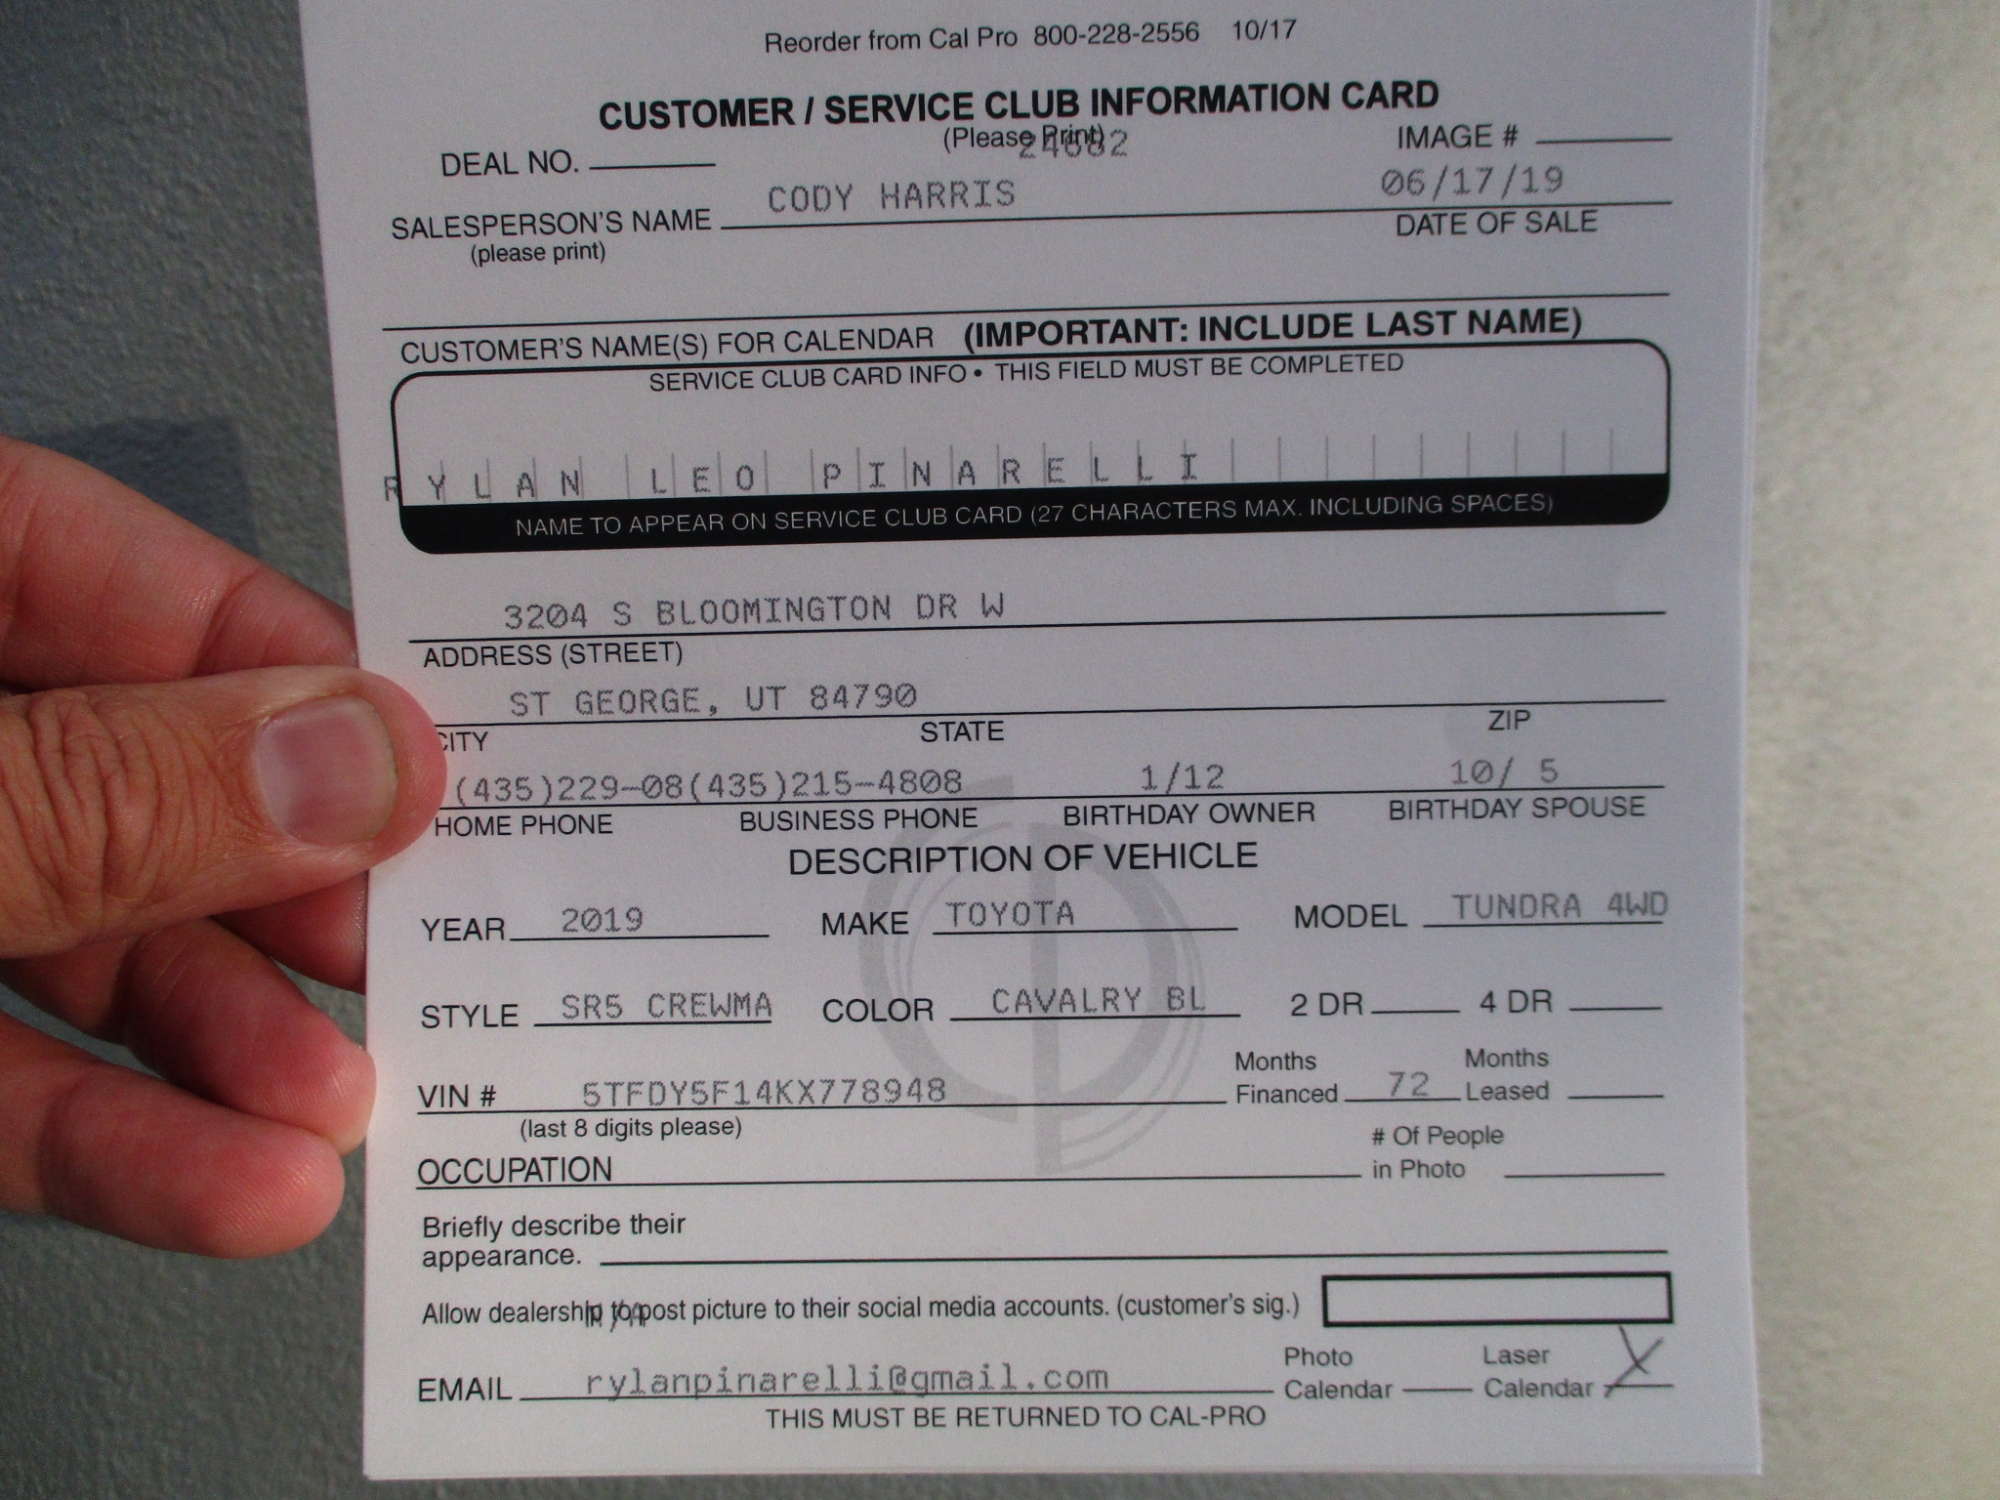 Reorder from Cal Pro 800-228-2556 10/17
CUSTOMER / SERVICE CLUB INFORMATION CARD
(Please Print)
DEAL NO. IMAGE #
CODY HARRIS 06/17/19
SALESPERSON'S NAME DATE OF SALE
(please print)
CUSTOMER'S NAME(S) FOR CALENDAR (IMPORTANT: INCLUDE LAST NAME)
SERVICE CLUB CARD INFO • THIS FIELD MUST BE COMPLETED
RYLAN LEO PINARELLI
NAME TO APPEAR ON SERVICE CLUB CARD (27 CHARACTERS MAX. INCLUDING SPACES)
3204 S BLOOMINGTON DR W
ADDRESS (STREET)
ST GEORGE, UT 84790
CITY STATE ZIP
(435)229-08(435)215-4808 1/12 10/ 5
HOME PHONE BUSINESS PHONE BIRTHDAY OWNER BIRTHDAY SPOUSE
DESCRIPTION OF VEHICLE
YEAR 2019 MAKE TOYOTA MODEL TUNDRA 4WD
STYLE SR5 CREWMA COLOR CAVALRY BL 2 DR 4 DR
VIN # 5TFDY5F14KX778948 Months Financed 72 Months Leased
(last 8 digits please)
OCCUPATION # Of People in Photo
Briefly describe their
appearance.
Allow dealership to post picture to their social media accounts. (customer's sig.)
EMAIL rylanpinarelli@gmail.com Photo Calendar Laser Calendar X
THIS MUST BE RETURNED TO CAL-PRO